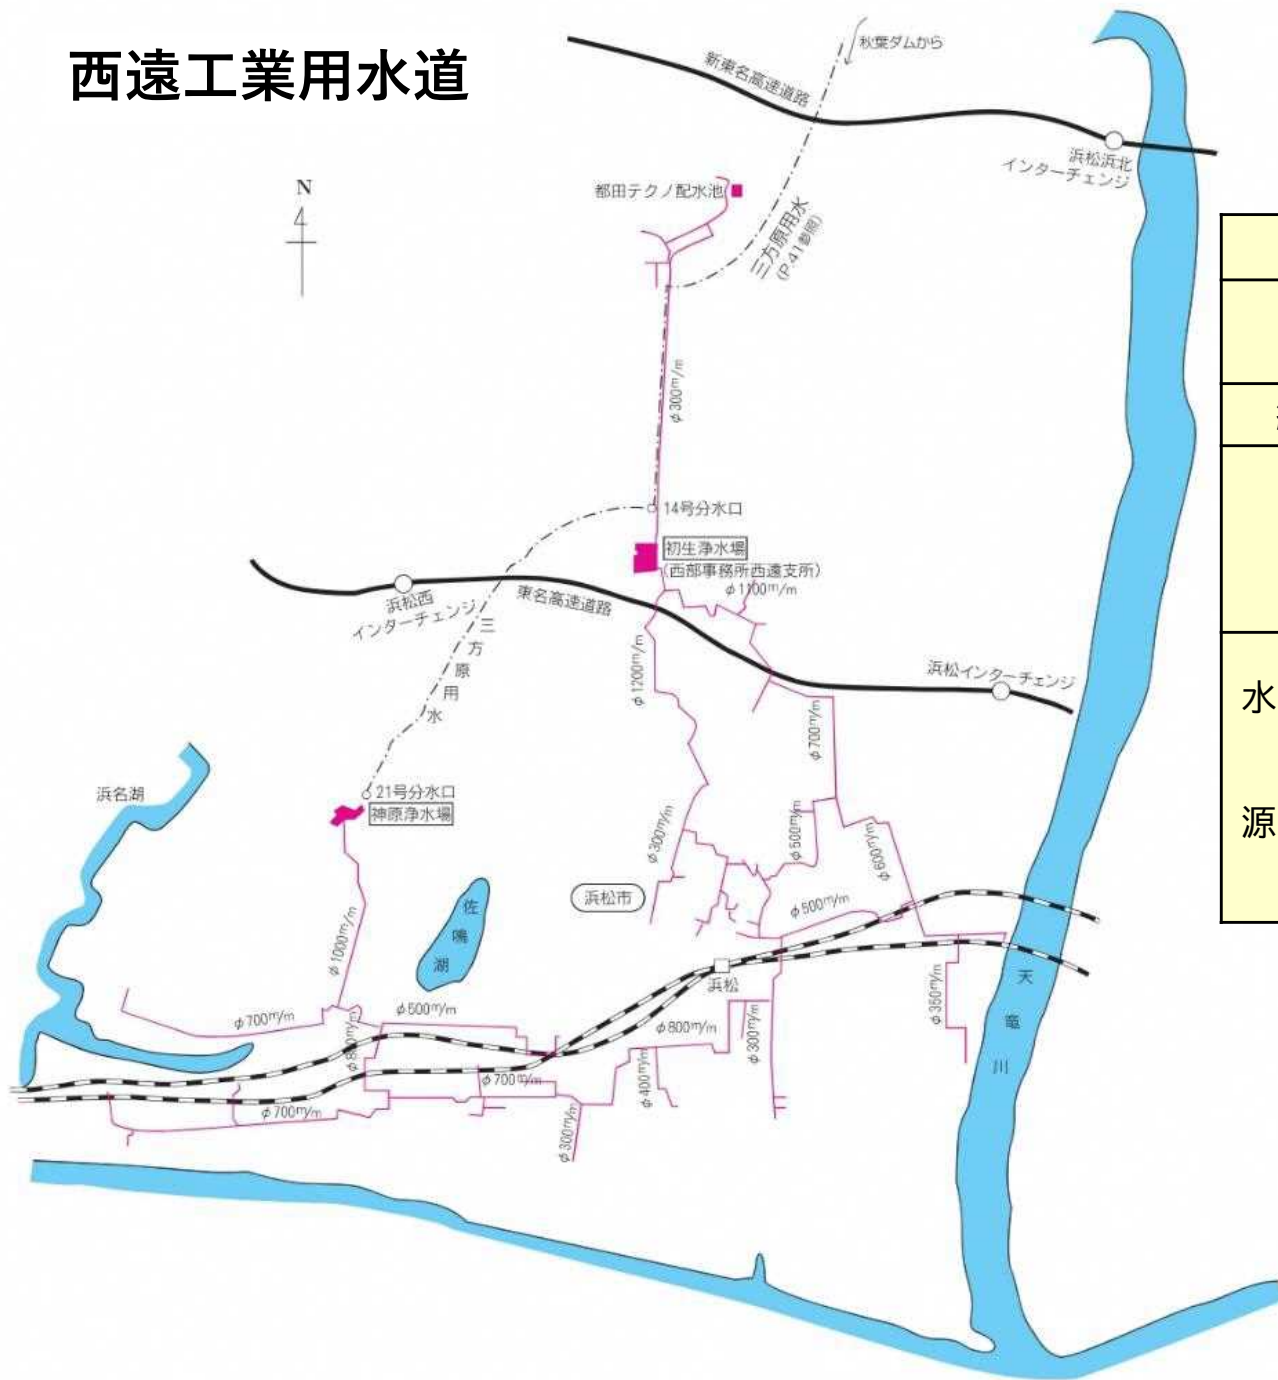 西遠工業用水道
秋葉ダムから
新東名高速道路
浜松浜北
インターチェンジ
N
都田テクノ配水池
三方原用水
(P.41参照)
φ300m/m
14号分水口
初生浄水場
(西部事務所西遠支所)
φ1100m/m
浜松西
インターチェンジ
東名高速道路
三方原用水
φ1200m/m
浜松インターチェンジ
φ700m/m
浜名湖
21号分水口
神原浄水場
φ300m/m
φ500m/m
φ600m/m
浜松市
φ500m/m
佐鳴湖
φ1000m/m
浜松
天竜川
φ350m/m
φ700m/m
φ500m/m
φ800m/m
φ800m/m
φ300m/m
φ700m/m
φ400m/m
φ700m/m
φ300m/m
水
源